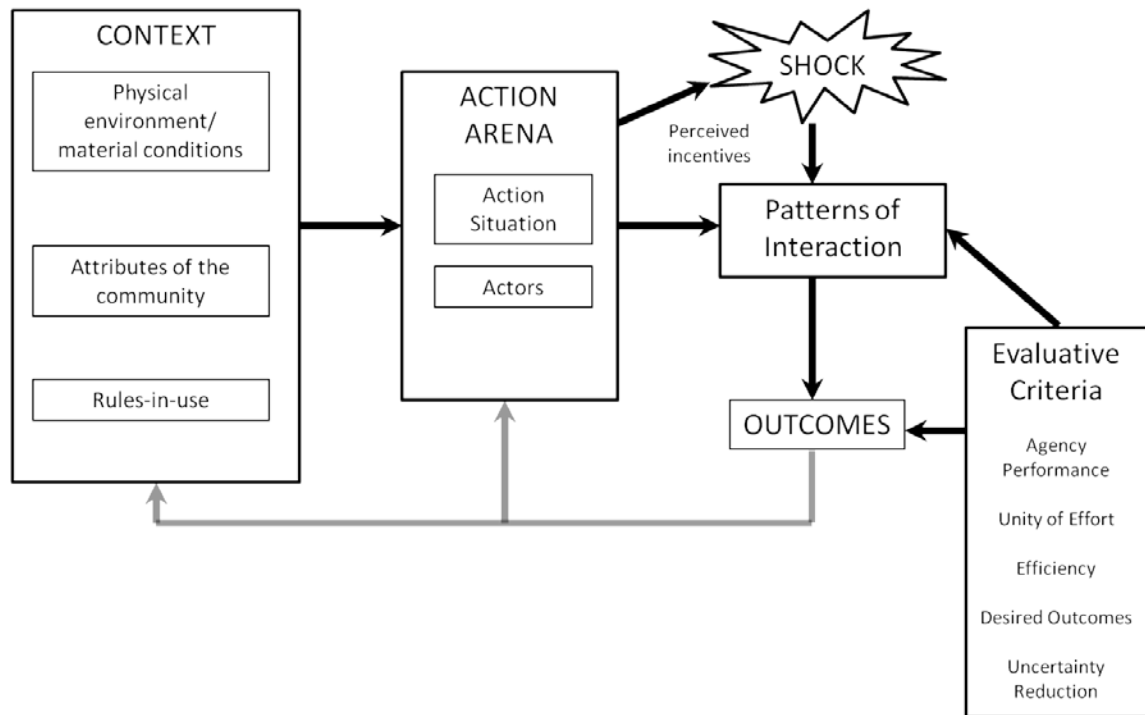 CONTEXT
Physical
environment/
material conditions
Attributes of the
community
Rules-in-use
ACTION
ARENA
Action
Situation
Actors
SHOCK
Perceived
incentives
Patterns of
Interaction
OUTCOMES
Evaluative
Criteria
Agency
Performance
Unity of Effort
Efficiency
Desired Outcomes
Uncertainty
Reduction